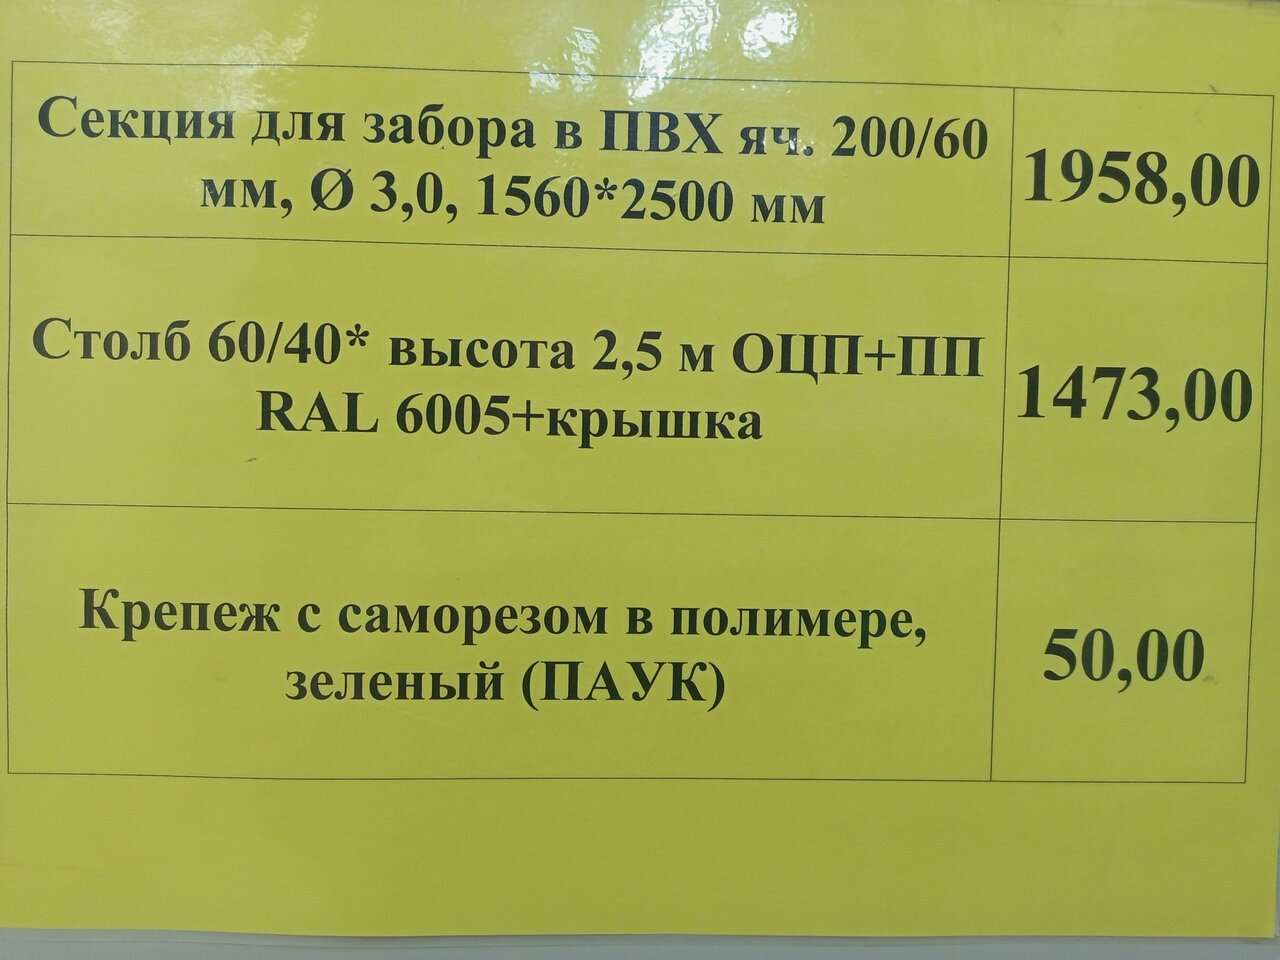 Секция для забора в ПВХ яч. 200/60
мм, Ø 3,0, 1560*2500 мм
1958,00
Столб 60/40* высота 2,5 м ОЦП+ПП
RAL 6005+крышка
1473,00
Крепеж с саморезом в полимере,
зеленый (ПАУК)
50,00